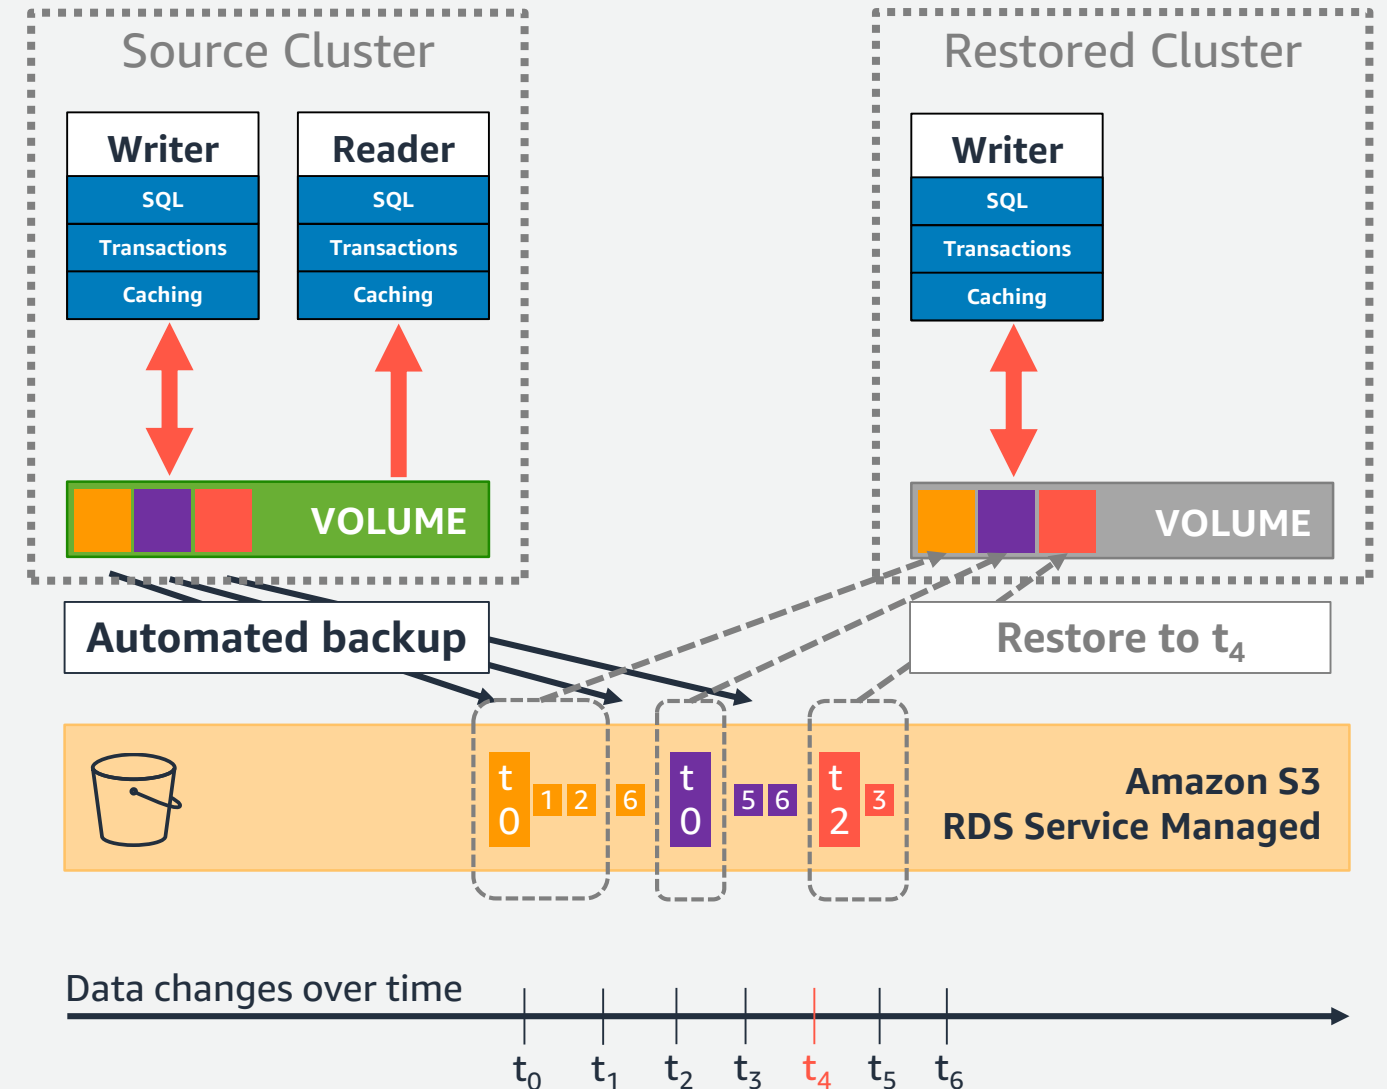 Source Cluster
Restored Cluster
Writer
SQL
Transactions
Caching
Reader
SQL
Transactions
Caching
Writer
SQL
Transactions
Caching
VOLUME
VOLUME
Automated backup
Restore to t4
t
0
1
2
6
t
0
5
6
t
2
3
Amazon S3
RDS Service Managed
Data changes over time
t0
t1
t2
t3
t4
t5
t6